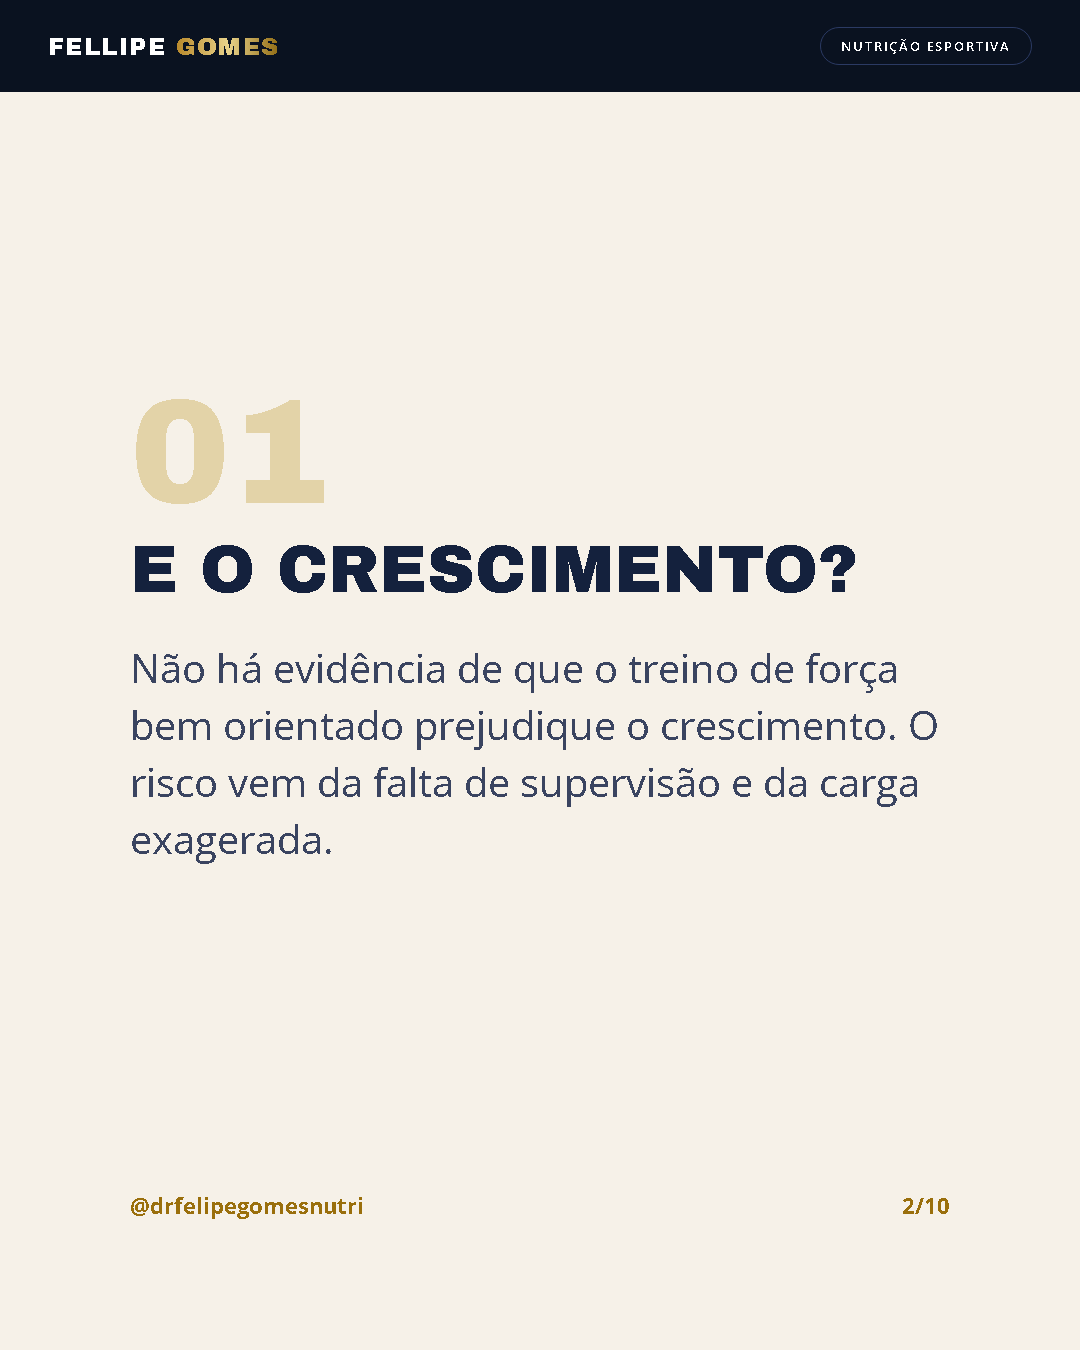 FELLIPE GOMES
NUTRIÇÃO ESPORTIVA
01
E O CRESCIMENTO?
Não há evidência de que o treino de força
bem orientado prejudique o crescimento. O
risco vem da falta de supervisão e da carga
exagerada.
@drfelipegomesnutri
2/10